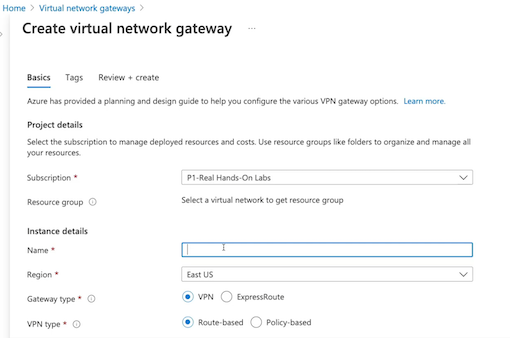 Home > Virtual network gateways >
Create virtual network gateway ...
Basics Tags Review + create
Azure has provided a planning and design guide to help you configure the various VPN gateway options. Learn more.
Project details
Select the subscription to manage deployed resources and costs. Use resource groups like folders to organize and manage all
your resources.
Subscription * P1-Real Hands-On Labs
Resource group Select a virtual network to get resource group
Instance details
Name *
Region * East US
Gateway type * VPN ExpressRoute
VPN type * Route-based Policy-based